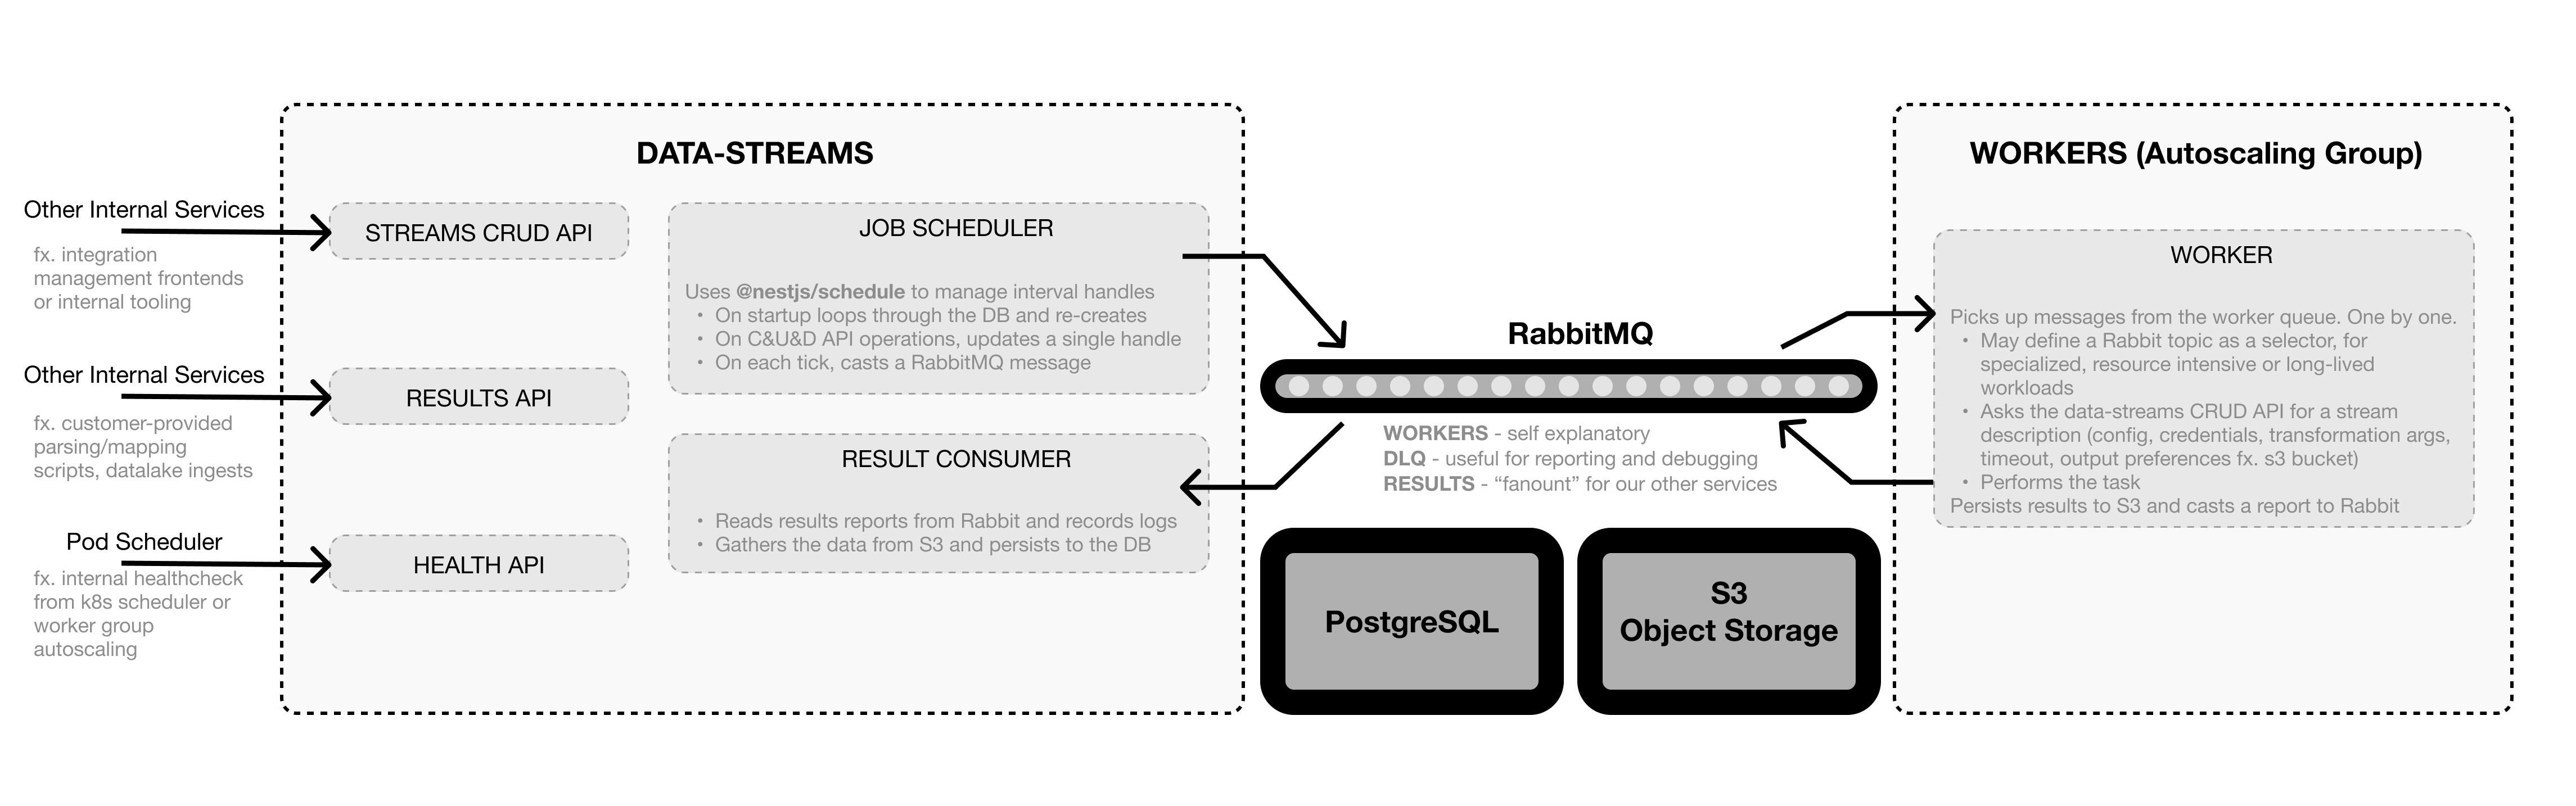 DATA-STREAMS
Other Internal Services
fx. integration
management frontends
or internal tooling
STREAMS CRUD API
Other Internal Services
fx. customer-provided
parsing/mapping
scripts, datalake ingests
RESULTS API
Pod Scheduler
fx. internal healthcheck
from k8s scheduler or
worker group
autoscaling
HEALTH API
JOB SCHEDULER
Uses @nestjs/schedule to manage interval handles
• On startup loops through the DB and re-creates
• On C&U&D API operations, updates a single handle
• On each tick, casts a RabbitMQ message
RESULT CONSUMER
• Reads results reports from Rabbit and records logs
• Gathers the data from S3 and persists to the DB
RabbitMQ
WORKERS - self explanatory
DLQ - useful for reporting and debugging
RESULTS - “fanount” for our other services
PostgreSQL
S3
Object Storage
WORKERS (Autoscaling Group)
WORKER
Picks up messages from the worker queue. One by one.
• May define a Rabbit topic as a selector, for
specialized, resource intensive or long-lived
workloads
• Asks the data-streams CRUD API for a stream
description (config, credentials, transformation args,
timeout, output preferences fx. s3 bucket)
• Performs the task
Persists results to S3 and casts a report to Rabbit